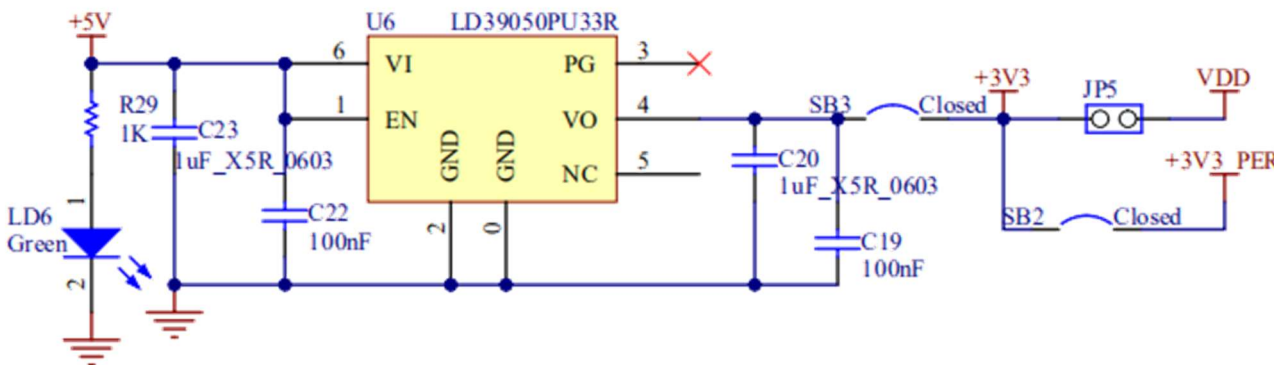 +5V
U6
LD39050PU33R
6
VI
PG
3
+3V3
VDD
R29
1K
C23
1uF_X5R_0603
1
EN
VO
4
SB3
Closed
JP5
GND
GND
NC
5
C20
1uF_X5R_0603
+3V3_PER
LD6
Green
1
2
C22
100nF
2
0
C19
100nF
SB2
Closed